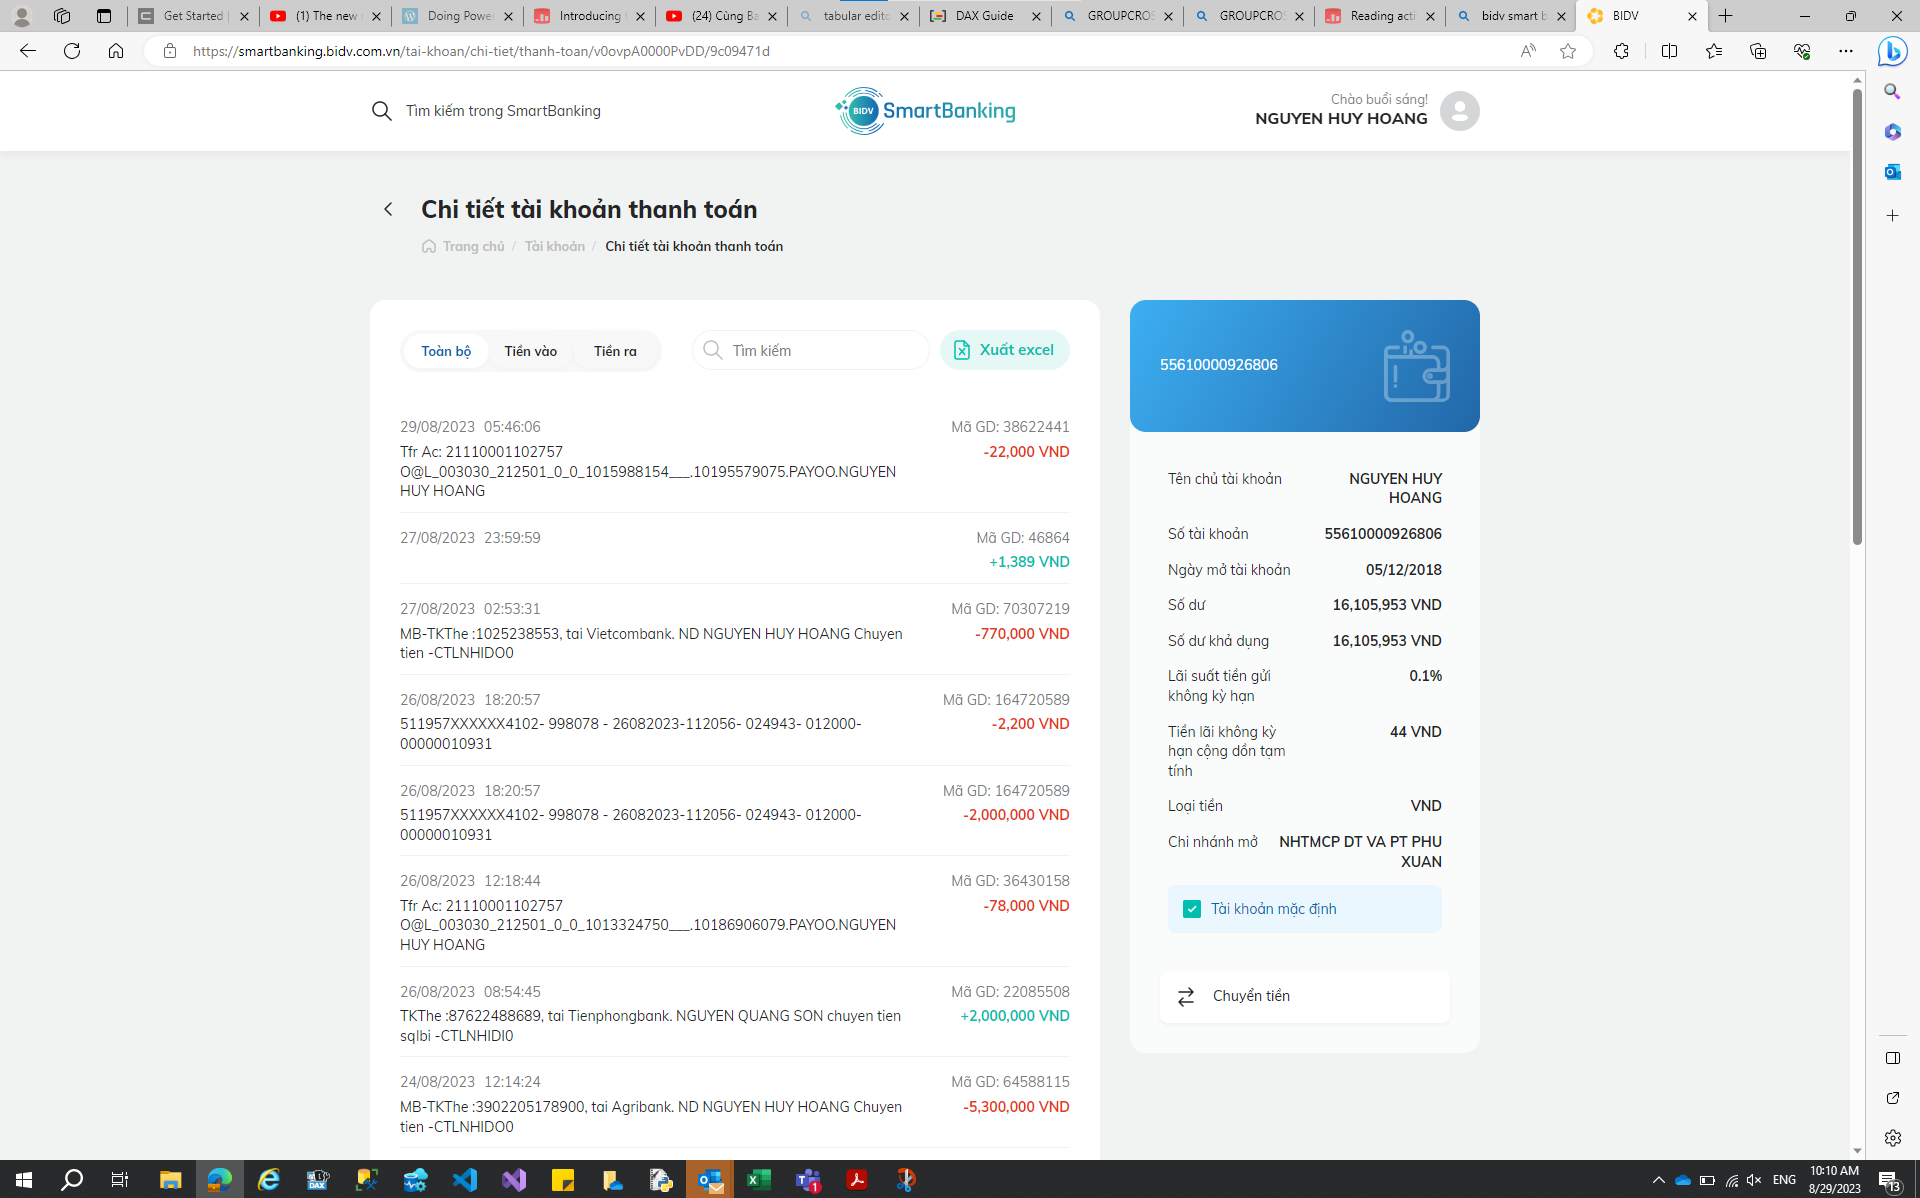 Get Started
(1) The new
Doing Power
Introducing
(24) Cùng Ba
tabular edito
DAX Guide
GROUPCROS
GROUPCROS
Reading acti
bidv smart b
BIDV
https://smartbanking.bidv.com.vn/tai-khoan/chi-tiet/thanh-toan/v0ovpA0000PvDD/9c09471d
Tìm kiếm trong SmartBanking
BIDV SmartBanking
Chào buổi sáng!
NGUYEN HUY HOANG
Chi tiết tài khoản thanh toán
Trang chủ / Tài khoản / Chi tiết tài khoản thanh toán
Toàn bộ Tiền vào Tiền ra
Tìm kiếm
Xuất excel
29/08/2023 05:46:06 Mã GD: 38622441
Tfr Ac: 21110001102757 -22,000 VND
O@L_003030_212501_0_0_1015988154___.10195579075.PAYOO.NGUYEN
HUY HOANG
27/08/2023 23:59:59 Mã GD: 46864
+1,389 VND
27/08/2023 02:53:31 Mã GD: 70307219
MB-TKThe :1025238553, tai Vietcombank. ND NGUYEN HUY HOANG Chuyen -770,000 VND
tien -CTLNHIDO0
26/08/2023 18:20:57 Mã GD: 164720589
511957XXXXXX4102- 998078 - 26082023-112056- 024943- 012000- -2,200 VND
00000010931
26/08/2023 18:20:57 Mã GD: 164720589
511957XXXXXX4102- 998078 - 26082023-112056- 024943- 012000- -2,000,000 VND
00000010931
26/08/2023 12:18:44 Mã GD: 36430158
Tfr Ac: 21110001102757 -78,000 VND
O@L_003030_212501_0_0_1013324750___.10186906079.PAYOO.NGUYEN
HUY HOANG
26/08/2023 08:54:45 Mã GD: 22085508
TKThe :87622488689, tai Tienphongbank. NGUYEN QUANG SON chuyen tien +2,000,000 VND
sqlbi -CTLNHIDI0
24/08/2023 12:14:24 Mã GD: 64588115
MB-TKThe :3902205178900, tai Agribank. ND NGUYEN HUY HOANG Chuyen -5,300,000 VND
tien -CTLNHIDO0
55610000926806
Tên chủ tài khoản NGUYEN HUY
HOANG
Số tài khoản 55610000926806
Ngày mở tài khoản 05/12/2018
Số dư 16,105,953 VND
Số dư khả dụng 16,105,953 VND
Lãi suất tiền gửi 0.1%
không kỳ hạn
Tiền lãi không kỳ 44 VND
hạn cộng dồn tạm
tính
Loại tiền VND
Chi nhánh mở NHTMCP DT VA PT PHU
XUAN
Tài khoản mặc định
Chuyển tiền
DAX
1
ENG
10:10 AM
8/29/2023
13